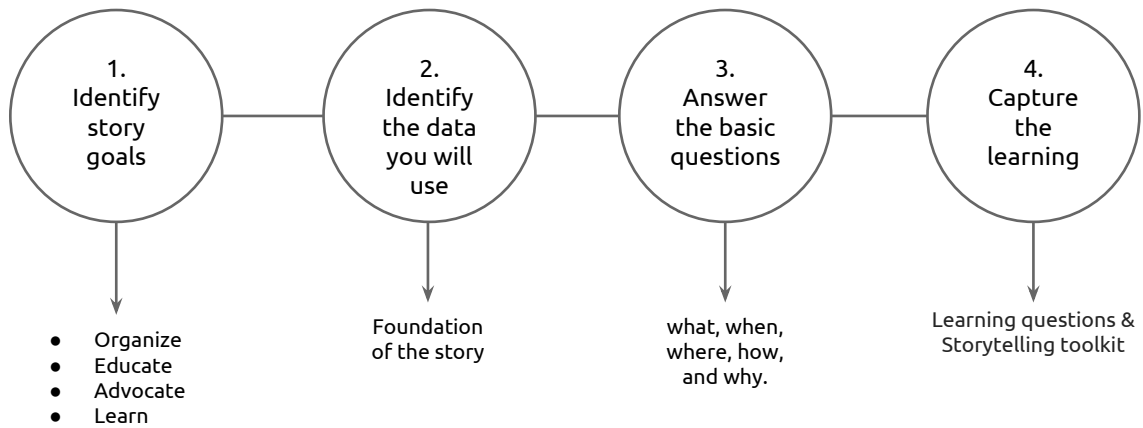 1.
Identify
story
goals
2.
Identify
the data
you will
use
3.
Answer
the basic
questions
4.
Capture
the
learning
● Organize
● Educate
● Advocate
● Learn
Foundation
of the story
what, when,
where, how,
and why.
Learning questions &
Storytelling toolkit